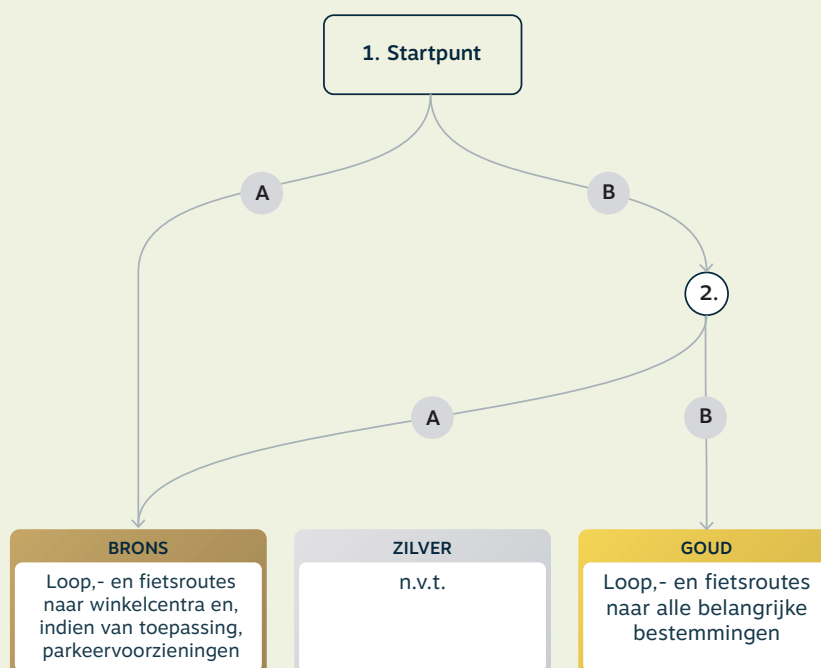 1. Startpunt
A
B
2.
A
B
BRONS
Loop,- en fietsroutes
naar winkelcentra en,
indien van toepassing,
parkeervoorzieningen
ZILVER
n.v.t.
GOUD
Loop,- en fietsroutes
naar alle belangrijke
bestemmingen